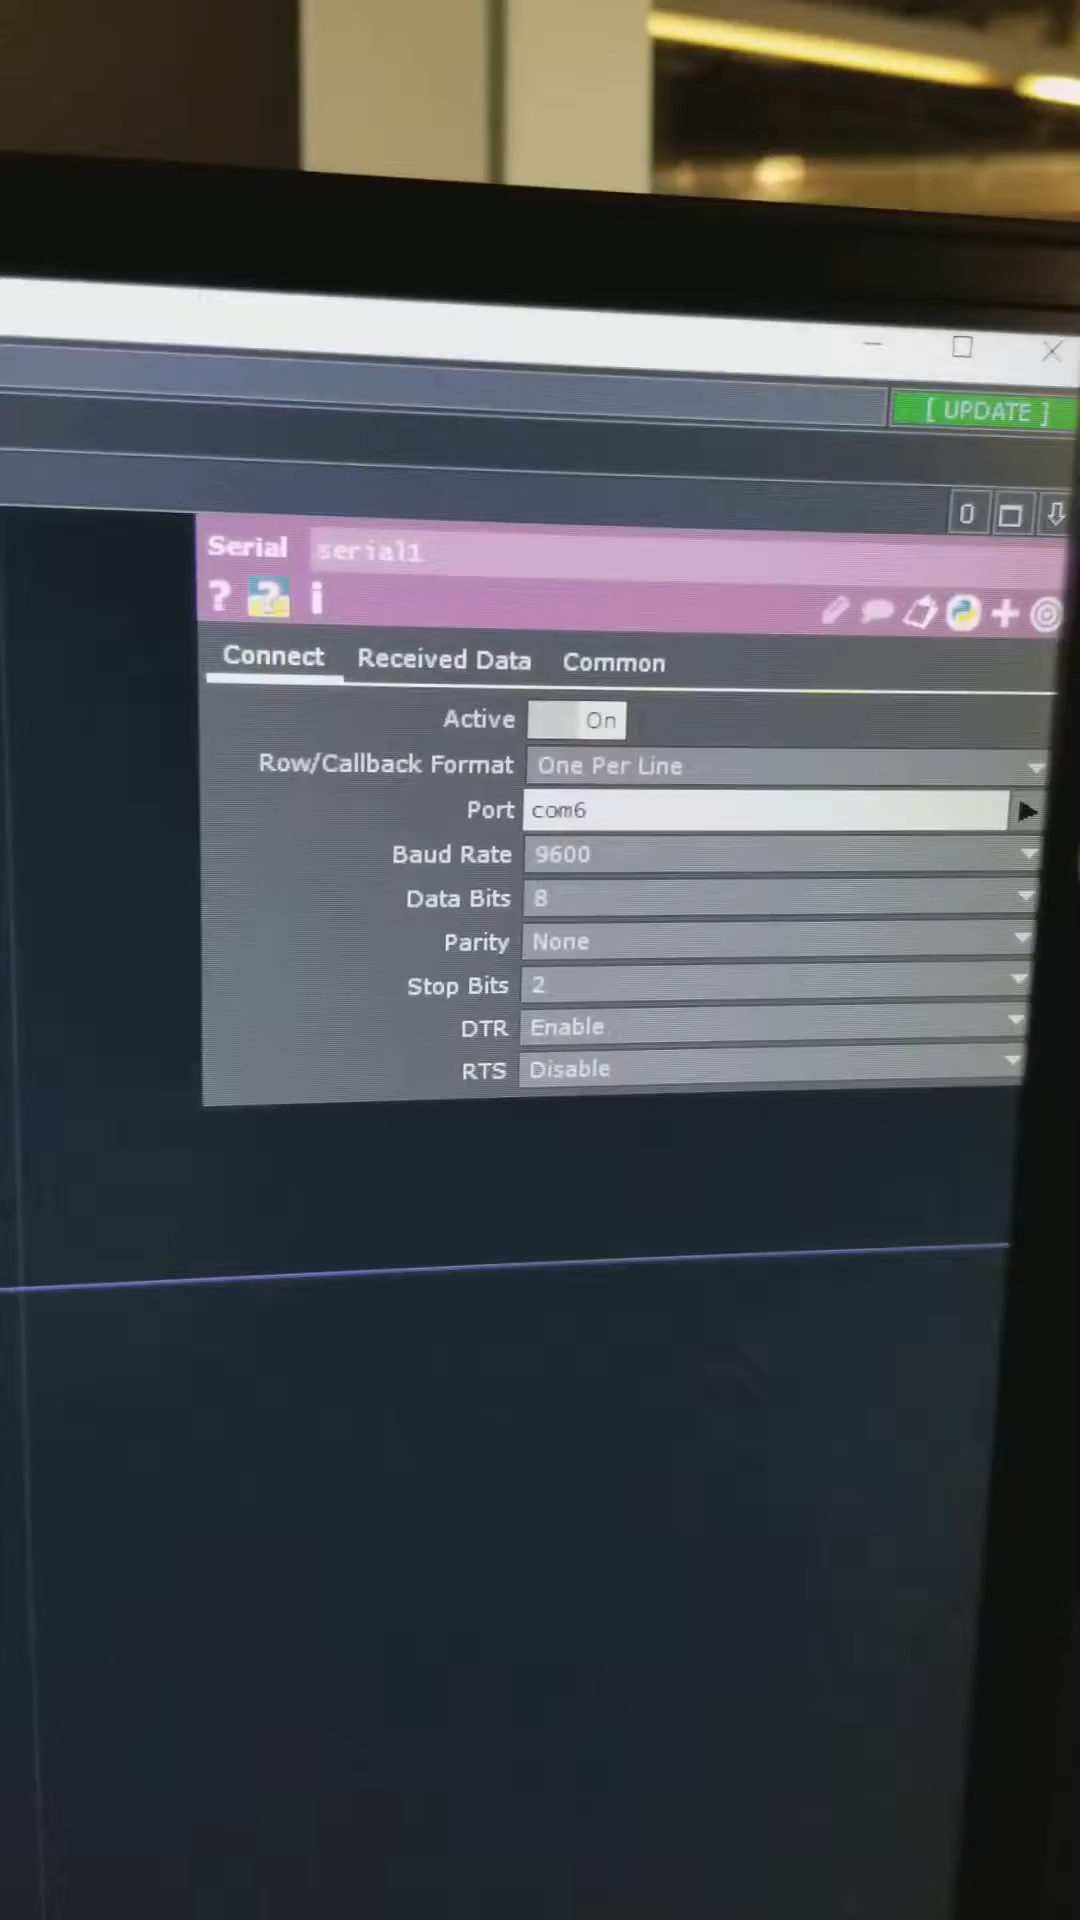 [ UPDATE ]
0
Serial serial1
? ? i
Connect Received Data Common
Active On
Row/Callback Format One Per Line
Port com6
Baud Rate 9600
Data Bits 8
Parity None
Stop Bits 2
DTR Enable
RTS Disable